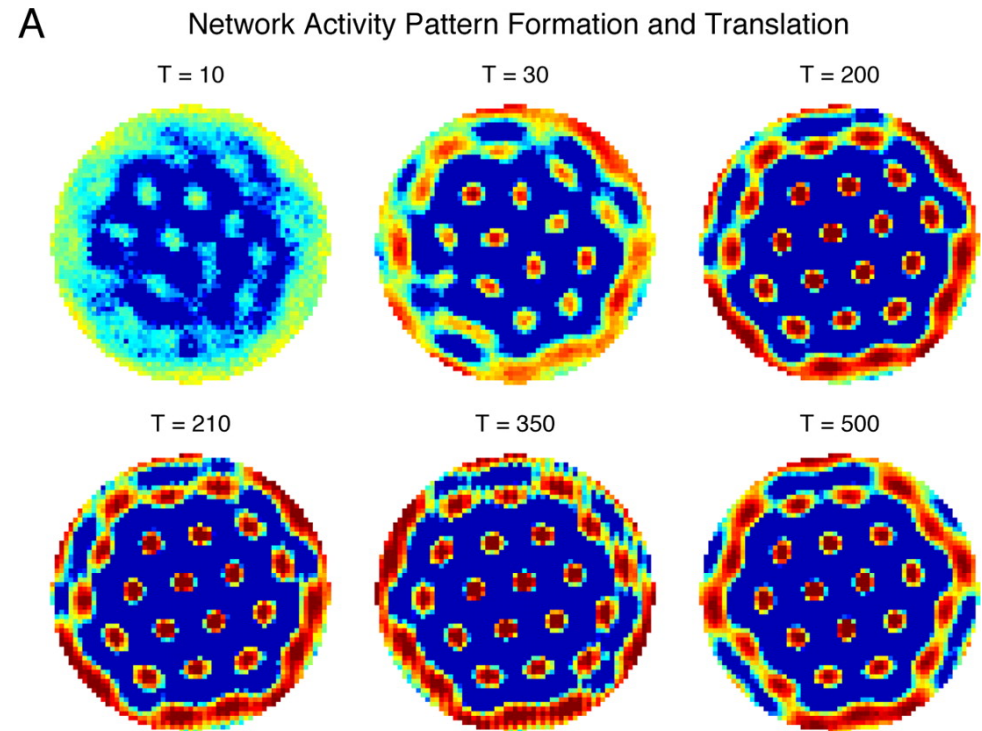 A
Network Activity Pattern Formation and Translation
T = 10
T = 30
T = 200
T = 210
T = 350
T = 500